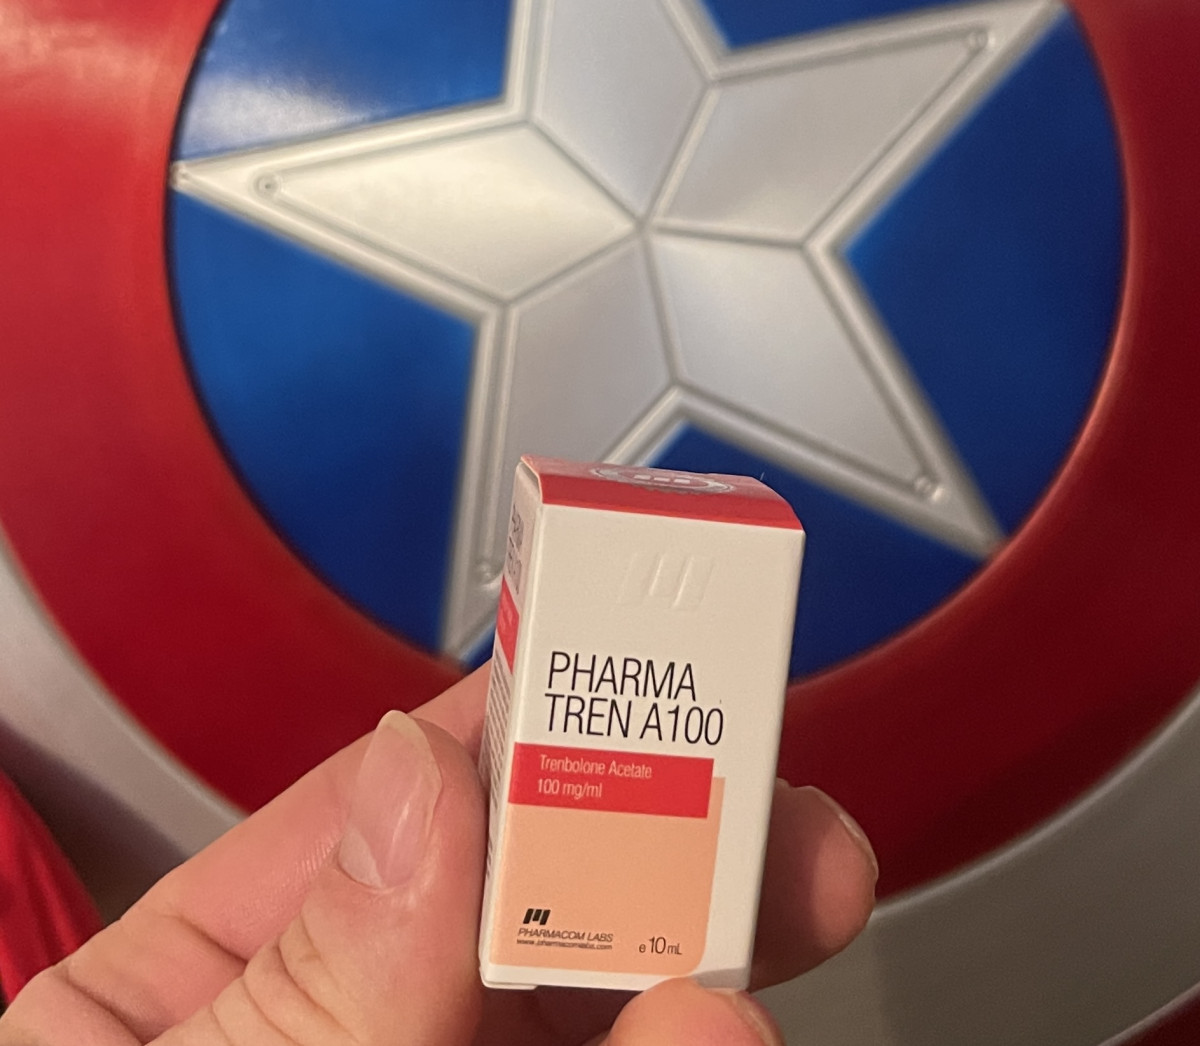 PHARMA
TREN A100
Trenbolone Acetate
100 mg/ml
PHARMACOM LABS
www.pharmacomlabs.com
e 10 mL